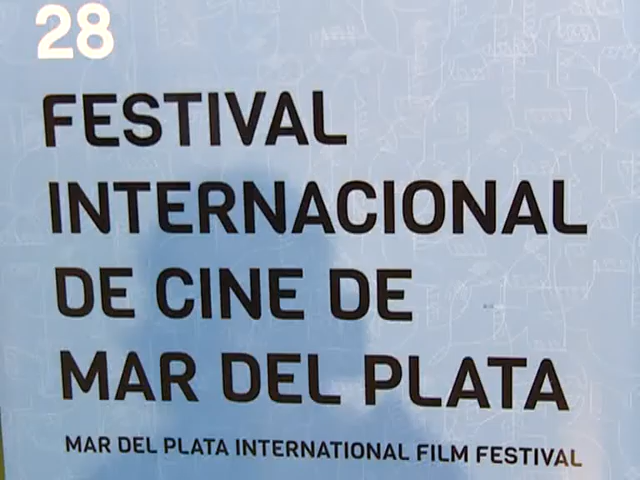 28
FESTIVAL
INTERNACIONAL
DE CINE DE
MAR DEL PLATA
MAR DEL PLATA INTERNATIONAL FILM FESTIVAL